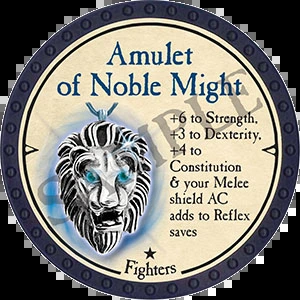 Amulet
of Noble Might
+6 to Strength,
+3 to Dexterity,
+4 to
Constitution
& your Melee
shield AC
adds to Reflex
saves
Fighters
SAMPLE